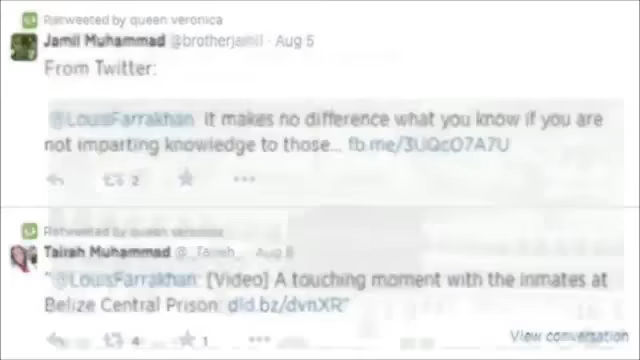 Retweeted by queen veronica
Jamil Muhammad @brotherjamil · Aug 5
From Twitter:
@LouisFarrakhan It makes no difference what you know if you are
not imparting knowledge to those... fb.me/3UQcO7A7U
2
Retweeted by queen veronica
Tairah Muhammad Aug
"@LouisFarrakhan: [Video] A touching moment with the inmates at
Belize Central Prison: dld.bz/dvnXR"
4 1
View conversation